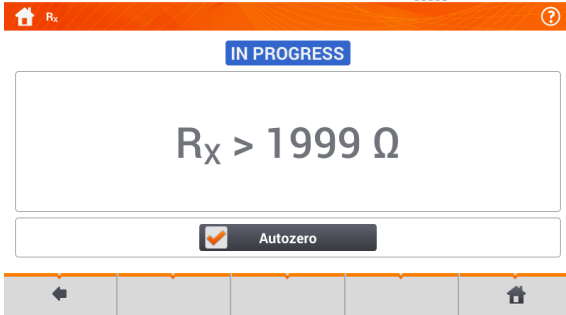 Rx
?
IN PROGRESS
Rx > 1999 Ω
Autozero